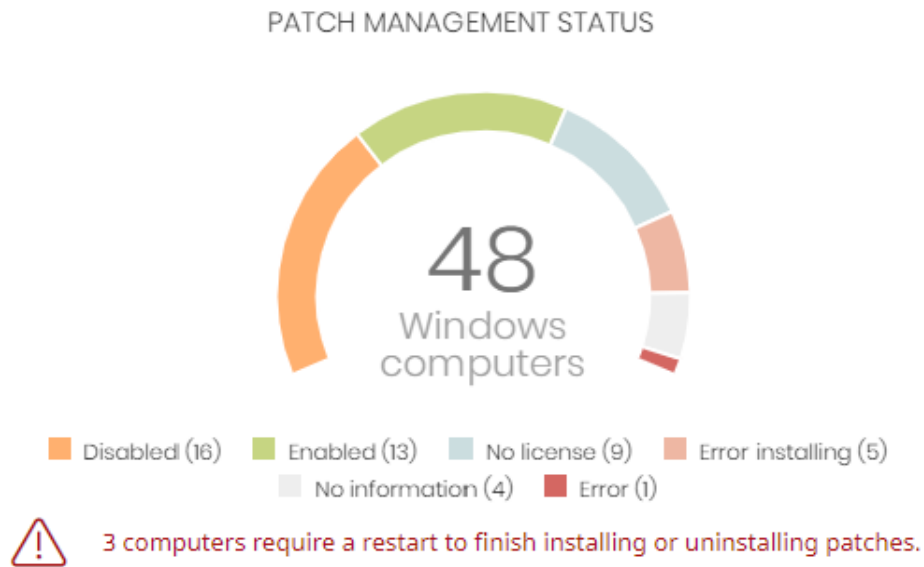 PATCH MANAGEMENT STATUS
48
Windows
computers
Disabled (16) Enabled (13) No license (9) Error installing (5)
No information (4) Error (1)
3 computers require a restart to finish installing or uninstalling patches.